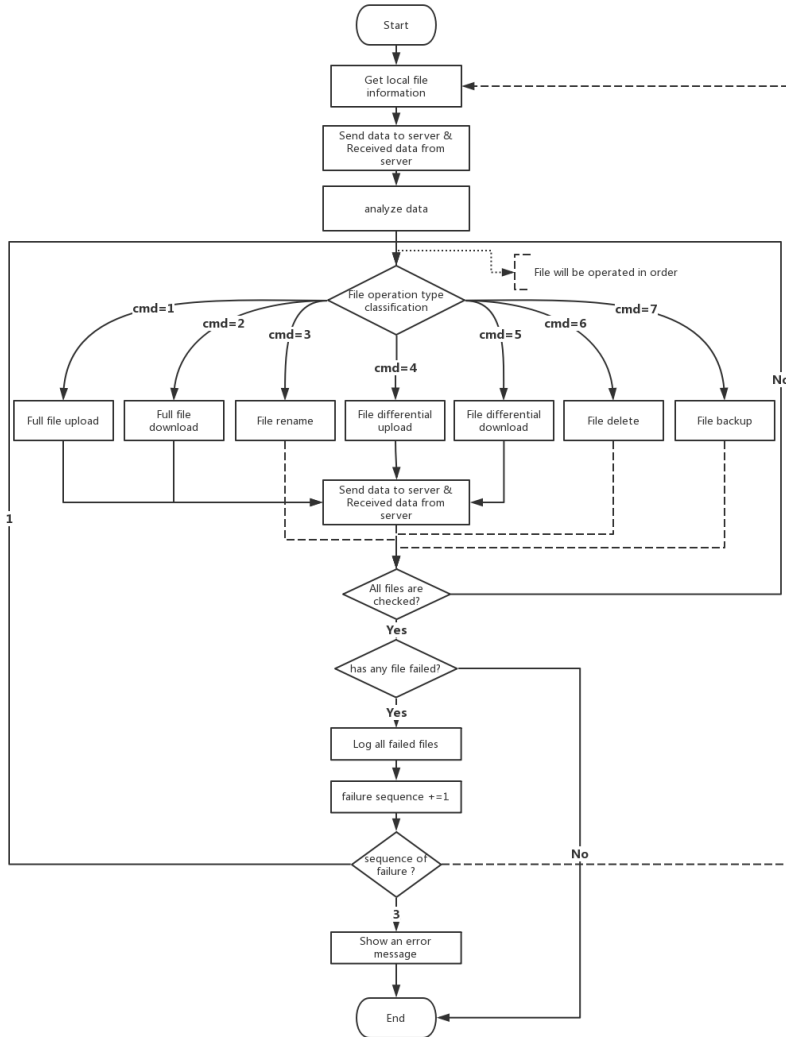 Start
Get local file
information
Send data to server &
Received data from
server
analyze data
File will be operated in order
File operation type
classification
cmd=1
cmd=2
cmd=3
cmd=4
cmd=5
cmd=6
cmd=7
No
Full file upload
Full file
download
File rename
File differential
upload
File differential
download
File delete
File backup
Send data to server &
Received data from
server
1
All files are
checked?
Yes
has any file failed?
Yes
Log all failed files
failure sequence +=1
sequence of
failure ?
No
3
Show an error
message
End